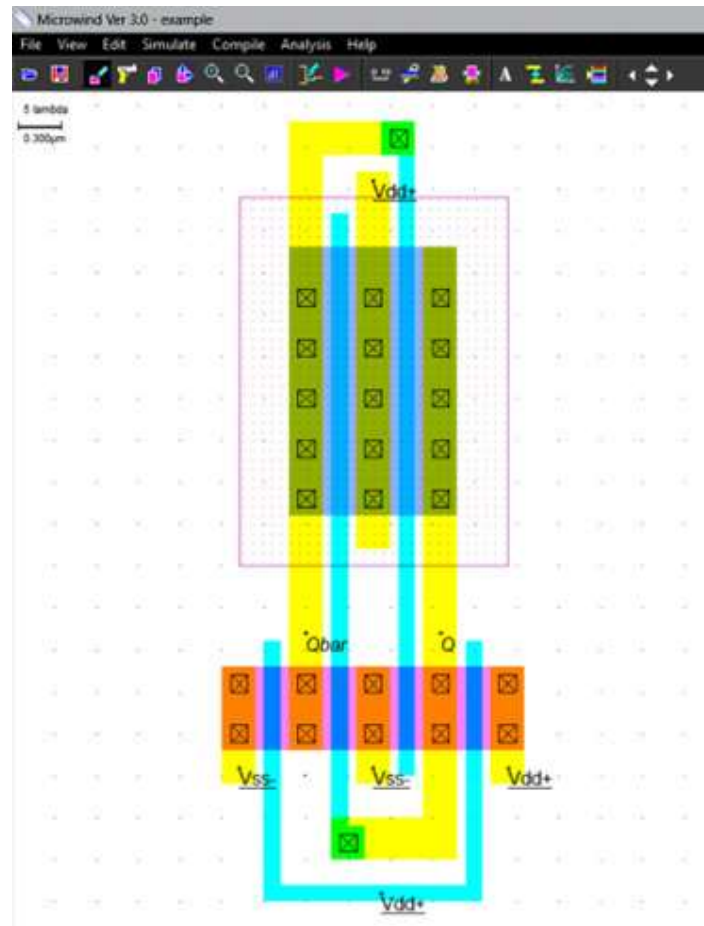 Microwind Ver 3.0 - example
File View Edit Simulate Compile Analysis Help
A
5 lambda
0.300µm
Vdd+
Qbar
Q
Vss-
Vss-
Vdd+
Vdd+